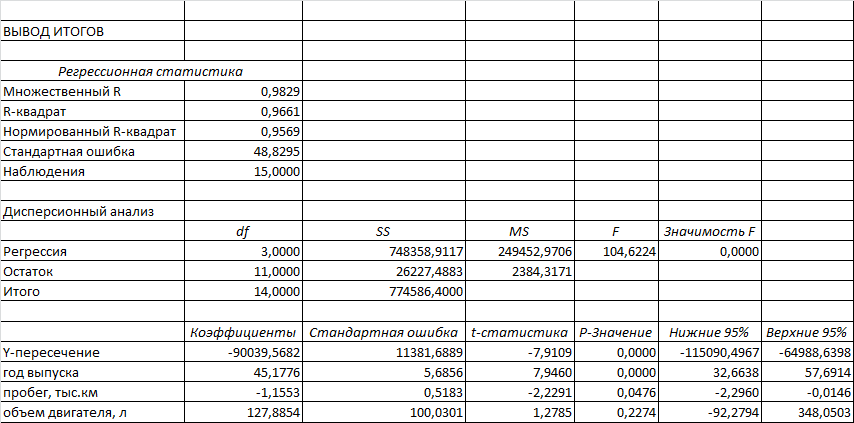 ВЫВОД ИТОГОВ
Регрессионная статистика
Множественный R 0,9829
R-квадрат 0,9661
Нормированный R-квадрат 0,9569
Стандартная ошибка 48,8295
Наблюдения 15,0000
Дисперсионный анализ
df SS MS F Значимость F
Регрессия 3,0000 748358,9117 249452,9706 104,6224 0,0000
Остаток 11,0000 26227,4883 2384,3171
Итого 14,0000 774586,4000
Коэффициенты Стандартная ошибка t-статистика P-Значение Нижние 95% Верхние 95%
Y-пересечение -90039,5682 11381,6889 -7,9109 0,0000 -115090,4967 -64988,6398
год выпуска 45,1776 5,6856 7,9460 0,0000 32,6638 57,6914
пробег, тыс.км -1,1553 0,5183 -2,2291 0,0476 -2,2960 -0,0146
объем двигателя, л 127,8854 100,0301 1,2785 0,2274 -92,2794 348,0503